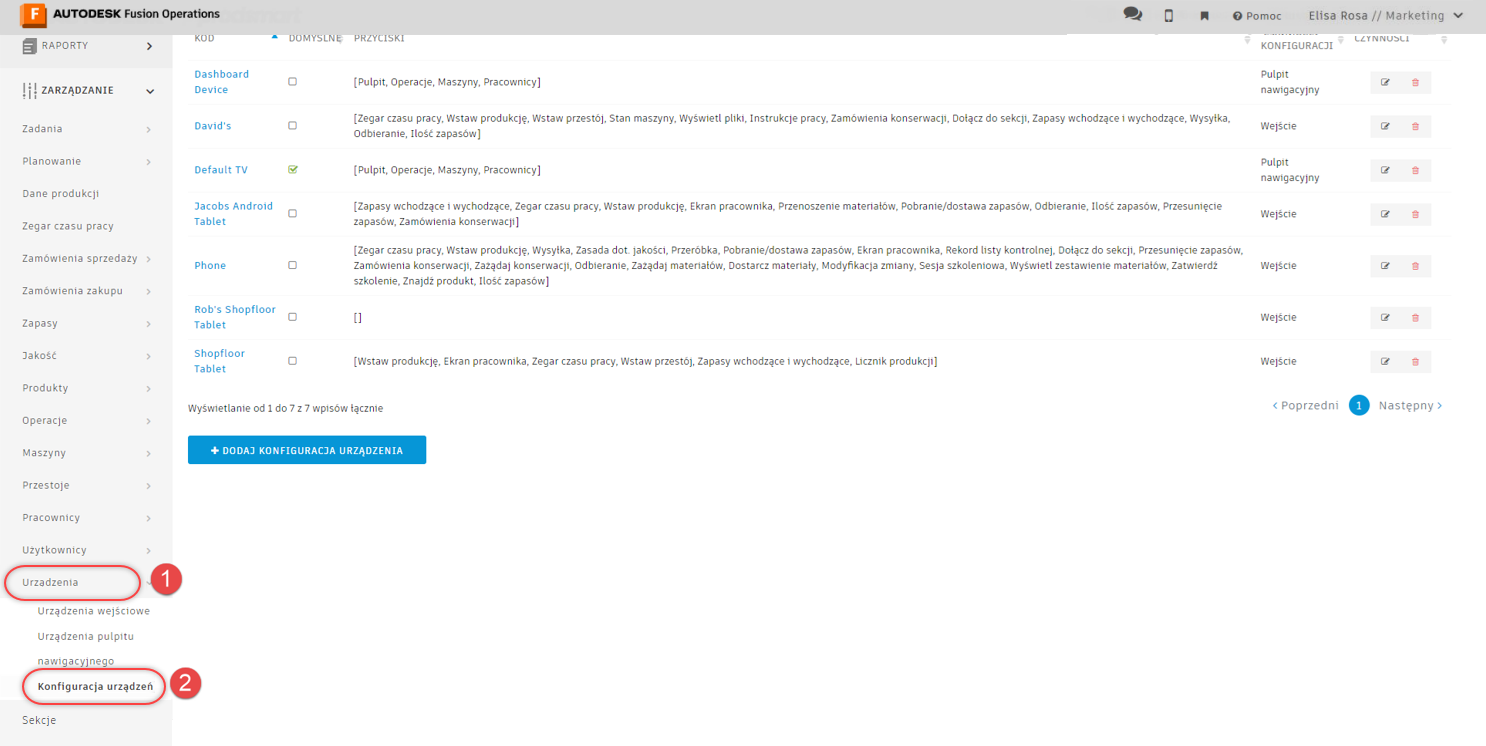 AUTODESK Fusion Operations
Pomoc
Elisa Rosa // Marketing
RAPORTY
ZARZĄDZANIE
Zadania
Planowanie
Dane produkcji
Zegar czasu pracy
Zamówienia sprzedaży
Zamówienia zakupu
Zapasy
Jakość
Produkty
Operacje
Maszyny
Przestoje
Pracownicy
Użytkownicy
Urządzenia
1
Urządzenia wejściowe
Urządzenia pulpitu
nawigacyjnego
Konfiguracja urządzeń
2
Sekcje
KOD
DOMYŚLNE
PRZYCISKI
KONFIGURACJI
CZYNNOŚCI
Dashboard
Device
[Pulpit, Operacje, Maszyny, Pracownicy]
Pulpit
nawigacyjny
David's
[Zegar czasu pracy, Wstaw produkcję, Wstaw przestój, Stan maszyny, Wyświetl pliki, Instrukcje pracy, Zamówienia konserwacji, Dołącz do sekcji, Zapasy wchodzące i wychodzące, Wysyłka,
Odbieranie, Ilość zapasów]
Wejście
Default TV
[Pulpit, Operacje, Maszyny, Pracownicy]
Pulpit
nawigacyjny
Jacobs Android
Tablet
[Zapasy wchodzące i wychodzące, Zegar czasu pracy, Wstaw produkcję, Ekran pracownika, Przenoszenie materiałów, Pobranie/dostawa zapasów, Odbieranie, Ilość zapasów, Przesunięcie
zapasów, Zamówienia konserwacji]
Wejście
Phone
[Zegar czasu pracy, Wstaw produkcję, Wysyłka, Zasada dot. jakości, Przeróbka, Pobranie/dostawa zapasów, Ekran pracownika, Rekord listy kontrolnej, Dołącz do sekcji, Przesunięcie zapasów,
Zamówienia konserwacji, Zażądaj konserwacji, Odbieranie, Zażądaj materiałów, Dostarcz materiały, Modyfikacja zmiany, Sesja szkoleniowa, Wyświetl zestawienie materiałów, Zatwierdź
szkolenie, Znajdź produkt, Ilość zapasów]
Wejście
Rob's Shopfloor
Tablet
[]
Wejście
Shopfloor
Tablet
[Wstaw produkcję, Ekran pracownika, Zegar czasu pracy, Wstaw przestój, Zapasy wchodzące i wychodzące, Licznik produkcji]
Wejście
Wyświetlanie od 1 do 7 z 7 wpisów łącznie
Poprzedni
1
Następny
+ DODAJ KONFIGURACJA URZĄDZENIA